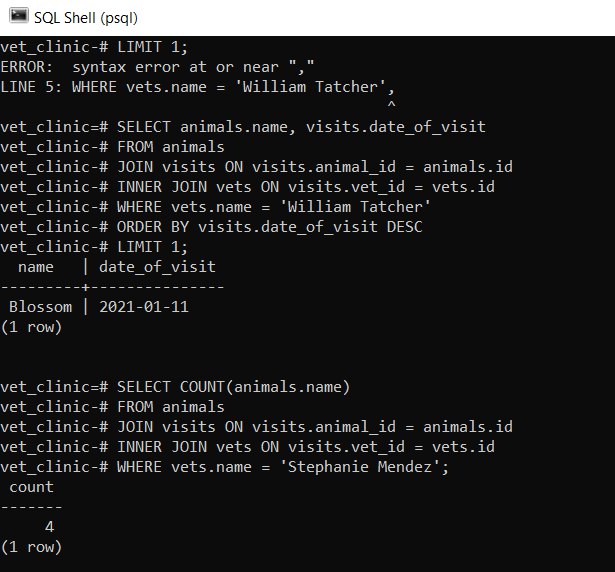 SQL Shell (psql)
vet_clinic-# LIMIT 1;
ERROR:  syntax error at or near ","
LINE 5: WHERE vets.name = 'William Tatcher',
                                           ^
vet_clinic=# SELECT animals.name, visits.date_of_visit
vet_clinic-# FROM animals
vet_clinic-# JOIN visits ON visits.animal_id = animals.id
vet_clinic-# INNER JOIN vets ON visits.vet_id = vets.id
vet_clinic-# WHERE vets.name = 'William Tatcher'
vet_clinic-# ORDER BY visits.date_of_visit DESC
vet_clinic-# LIMIT 1;
  name   | date_of_visit
---------+---------------
 Blossom | 2021-01-11
(1 row)
vet_clinic=# SELECT COUNT(animals.name)
vet_clinic-# FROM animals
vet_clinic-# JOIN visits ON visits.animal_id = animals.id
vet_clinic-# INNER JOIN vets ON visits.vet_id = vets.id
vet_clinic-# WHERE vets.name = 'Stephanie Mendez';
 count
-------
     4
(1 row)